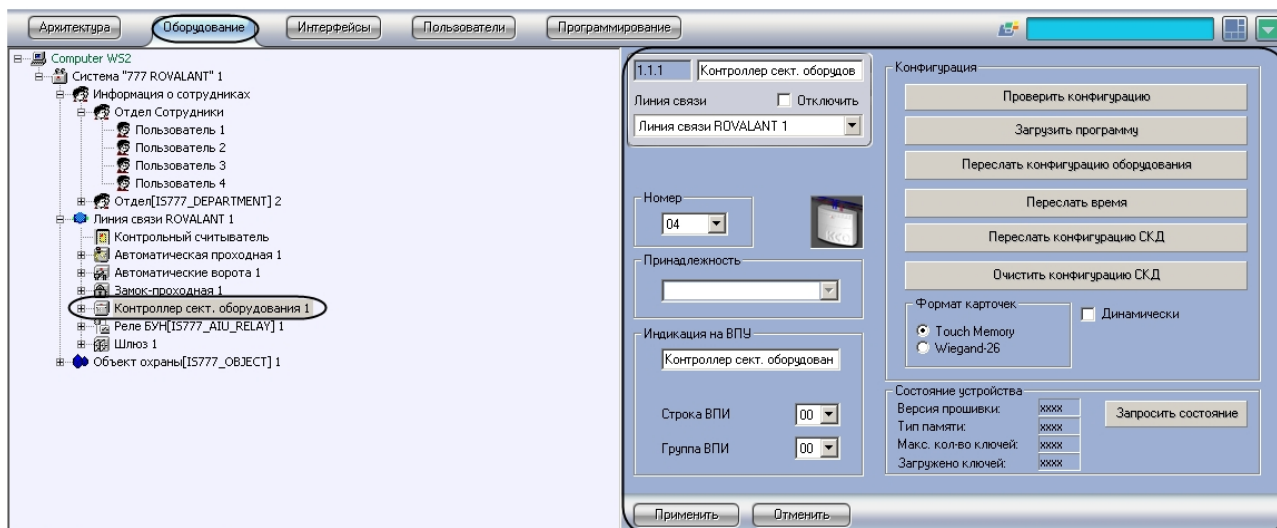 Архитектура Оборудование Интерфейсы Пользователи Программирование
Computer WS2
Система "777 ROVALANT" 1
Информация о сотрудниках
Отдел Сотрудники
Пользователь 1
Пользователь 2
Пользователь 3
Пользователь 4
Отдел[IS777_DEPARTMENT] 2
Линия связи ROVALANT 1
Контрольный считыватель
Автоматическая проходная 1
Автоматические ворота 1
Замок-проходная 1
Контроллер сект. оборудования 1
Реле БУН[IS777_AIU_RELAY] 1
Шлюз 1
Объект охраны[IS777_OBJECT] 1
1.1.1 Контроллер сект. оборудов
Линия связи Отключить
Линия связи ROVALANT 1
Номер
04
Принадлежность
Индикация на ВПУ
Контроллер сект. оборудован
Строка ВПИ 00
Группа ВПИ 00
Конфигурация
Проверить конфигурацию
Загрузить программу
Переслать конфигурацию оборудования
Переслать время
Переслать конфигурацию СКД
Очистить конфигурацию СКД
Формат карточек
Touch Memory
Wiegand-26
Динамически
Состояние устройства
Версия прошивки: xxxx Запросить состояние
Тип памяти: xxxx
Макс. кол-во ключей: xxxx
Загружено ключей: xxxx
Применить Отменить